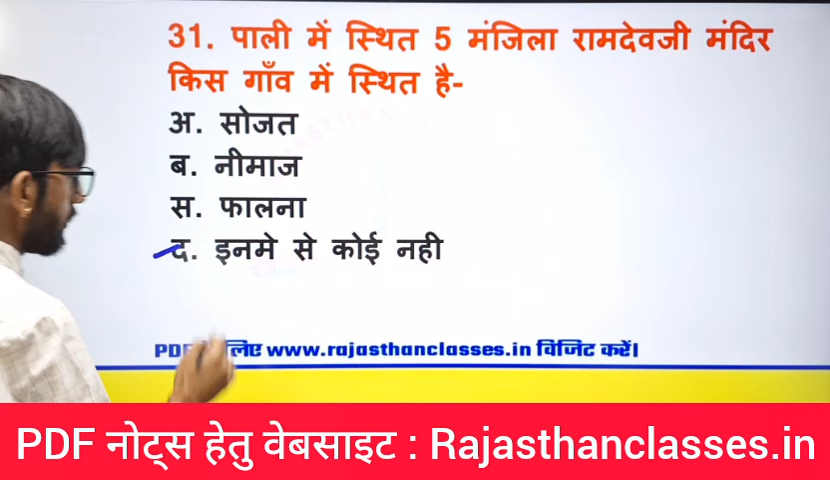 31. पाली में स्थित 5 मंजिला रामदेवजी मंदिर
किस गाँव में स्थित है-
अ. सोजत
ब. नीमाज
स. फालना
द. इनमे से कोई नही
लिए www.rajasthanclasses.in विजिट करें।
PDF नोट्स हेतु वेबसाइट : Rajasthanclasses.in